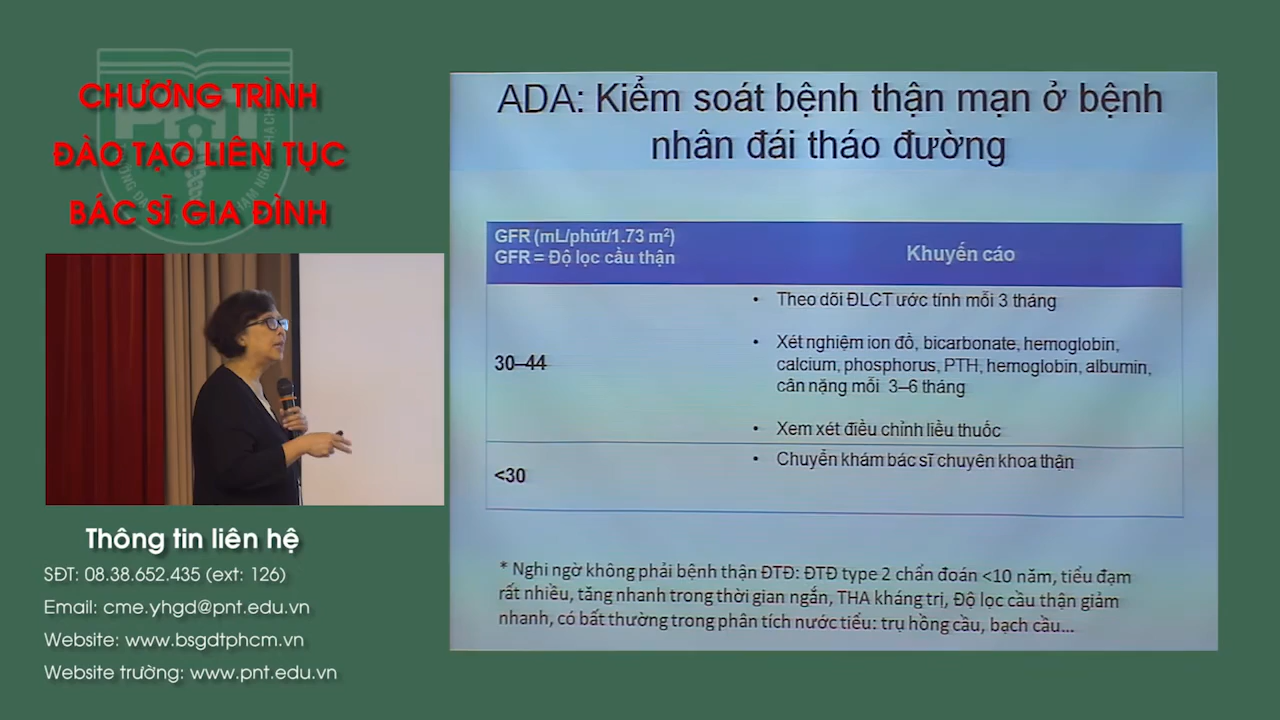 CHƯƠNG TRÌNH
ĐÀO TẠO LIÊN TỤC
BÁC SĨ GIA ĐÌNH
PNT
Thông tin liên hệ
SĐT: 08.38.652.435 (ext: 126)
Email: cme.yhgd@pnt.edu.vn
Website: www.bsgdtphcm.vn
Website trường: www.pnt.edu.vn
ADA: Kiểm soát bệnh thận mạn ở bệnh
nhân đái tháo đường
GFR (mL/phút/1.73 m²)
GFR = Độ lọc cầu thận
Khuyến cáo
30–44
• Theo dõi ĐLCT ước tính mỗi 3 tháng
• Xét nghiệm ion đồ, bicarbonate, hemoglobin,
calcium, phosphorus, PTH, hemoglobin, albumin,
cân nặng mỗi 3–6 tháng
• Xem xét điều chỉnh liều thuốc
<30
• Chuyển khám bác sĩ chuyên khoa thận
* Nghi ngờ không phải bệnh thận ĐTĐ: ĐTĐ type 2 chẩn đoán <10 năm, tiểu đạm
rất nhiều, tăng nhanh trong thời gian ngắn, THA kháng trị, Độ lọc cầu thận giảm
nhanh, có bất thường trong phân tích nước tiểu: trụ hồng cầu, bạch cầu...